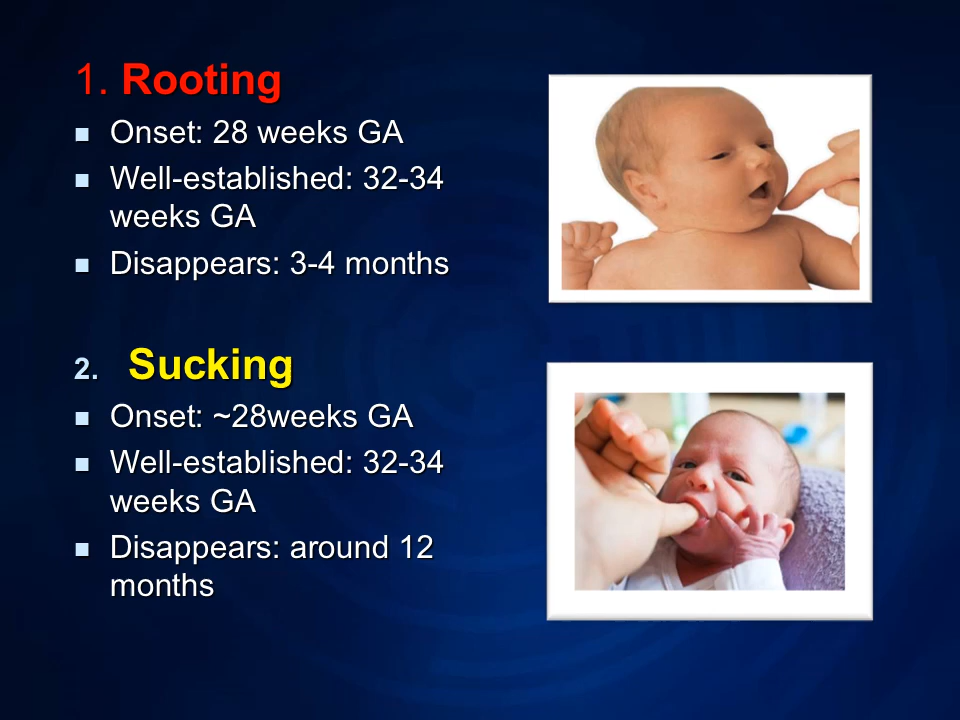 1. Rooting
Onset: 28 weeks GA
Well-established: 32-34
weeks GA
Disappears: 3-4 months
2. Sucking
Onset: ~28weeks GA
Well-established: 32-34
weeks GA
Disappears: around 12
months